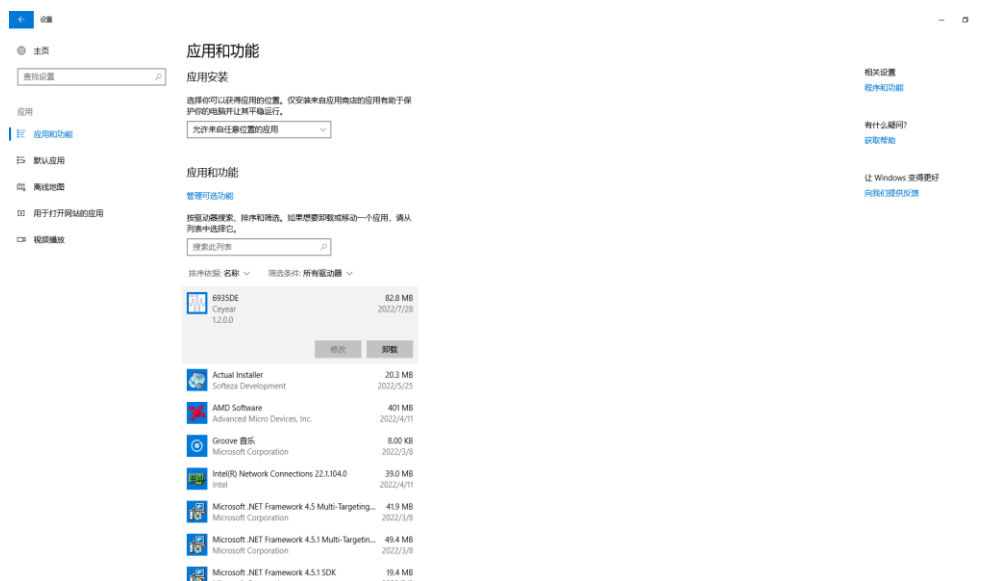 设置
主页
查找设置
应用
应用和功能
默认应用
离线地图
用于打开网站的应用
视频播放
应用和功能
应用安装
选择你可以获得应用的位置。仅安装来自应用商店的应用有助于保
护你的电脑并让其平稳运行。
允许来自任意位置的应用
应用和功能
管理可选功能
按驱动器搜索、排序和筛选。如果想要卸载或移动一个应用，请从
列表中选择它。
搜索此列表
排序依据: 名称 筛选条件: 所有驱动器
6935DE 82.8 MB
Ceyear 2022/7/28
1.2.0.0
修改 卸载
Actual Installer 20.3 MB
Softeza Development 2022/5/25
AMD Software 401 MB
Advanced Micro Devices, Inc. 2022/4/11
Groove 音乐 8.00 KB
Microsoft Corporation 2022/3/8
Intel(R) Network Connections 22.1.104.0 39.0 MB
Intel 2022/4/11
Microsoft .NET Framework 4.5 Multi-Targeting... 41.9 MB
Microsoft Corporation 2022/3/8
Microsoft .NET Framework 4.5.1 Multi-Targetin... 49.4 MB
Microsoft Corporation 2022/3/8
Microsoft .NET Framework 4.5.1 SDK 19.4 MB
相关设置
程序和功能
有什么疑问?
获取帮助
让 Windows 变得更好
向我们提供反馈